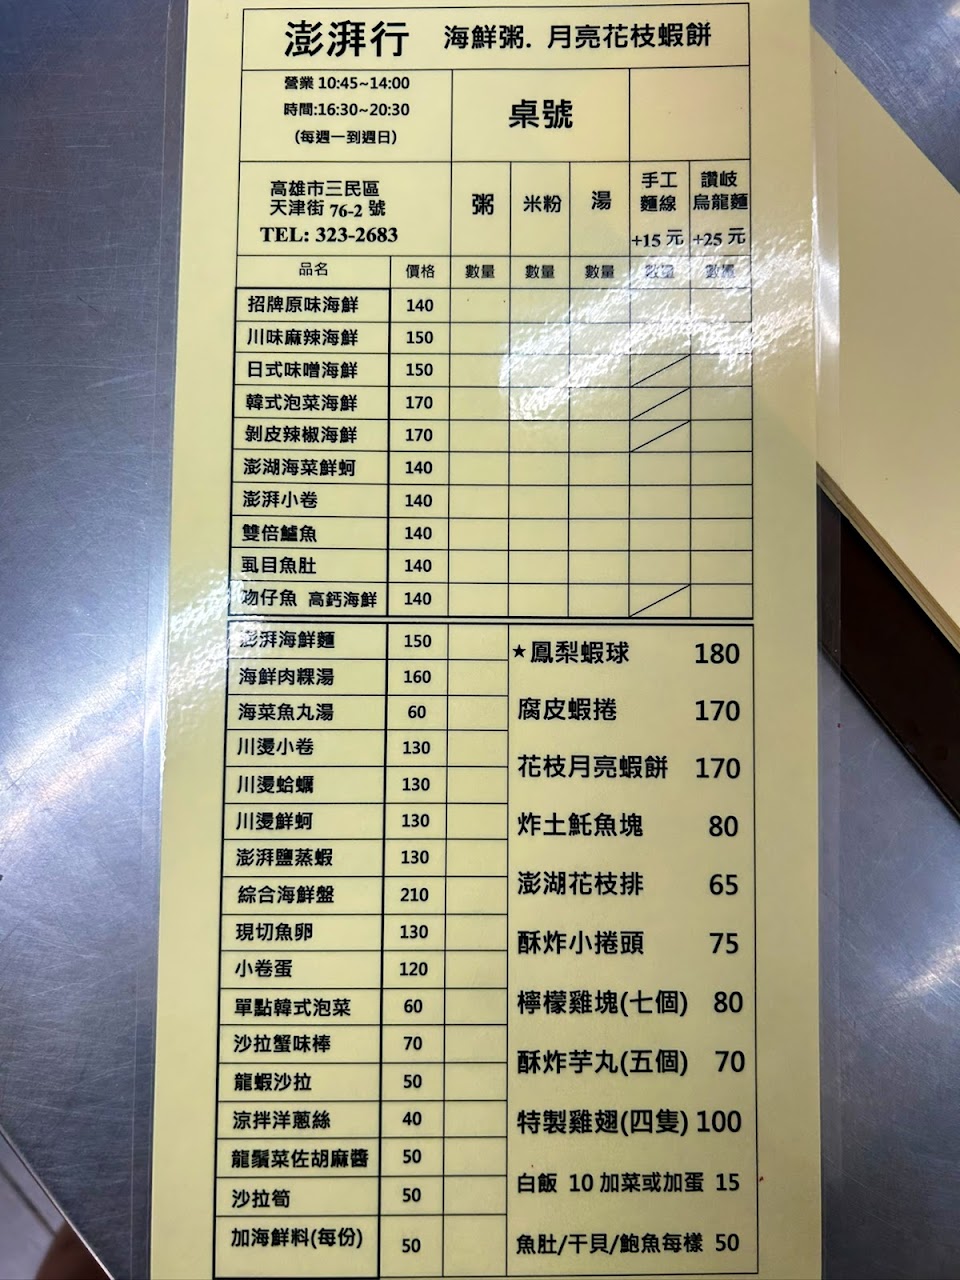 澎湃行 海鮮粥. 月亮花枝蝦餅
營業 10:45~14:00
時間:16:30~20:30
(每週一到週日)
桌號
高雄市三民區
天津街 76-2 號
TEL: 323-2683
粥 米粉 湯 手工麵線 +15 元 讚岐烏龍麵 +25 元
品名 價格 數量 數量 數量 數量 數量
招牌原味海鮮 140
川味麻辣海鮮 150
日式味噌海鮮 150
韓式泡菜海鮮 170
剝皮辣椒海鮮 170
澎湖海菜鮮蚵 140
澎湃小卷 140
雙倍鱸魚 140
虱目魚肚 140
吻仔魚 高鈣海鮮 140
澎湃海鮮麵 150
海鮮肉粿湯 160
海菜魚丸湯 60
川燙小卷 130
川燙蛤蠣 130
川燙鮮蚵 130
澎湃鹽蒸蝦 130
綜合海鮮盤 210
現切魚卵 130
小卷蛋 120
單點韓式泡菜 60
沙拉蟹味棒 70
龍蝦沙拉 50
涼拌洋蔥絲 40
龍鬚菜佐胡麻醬 50
沙拉筍 50
加海鮮料(每份) 50
★鳳梨蝦球 180
腐皮蝦捲 170
花枝月亮蝦餅 170
炸土魠魚塊 80
澎湖花枝排 65
酥炸小捲頭 75
檸檬雞塊(七個) 80
酥炸芋丸(五個) 70
特製雞翅(四隻) 100
白飯 10 加菜或加蛋 15
魚肚/干貝/鮑魚每樣 50